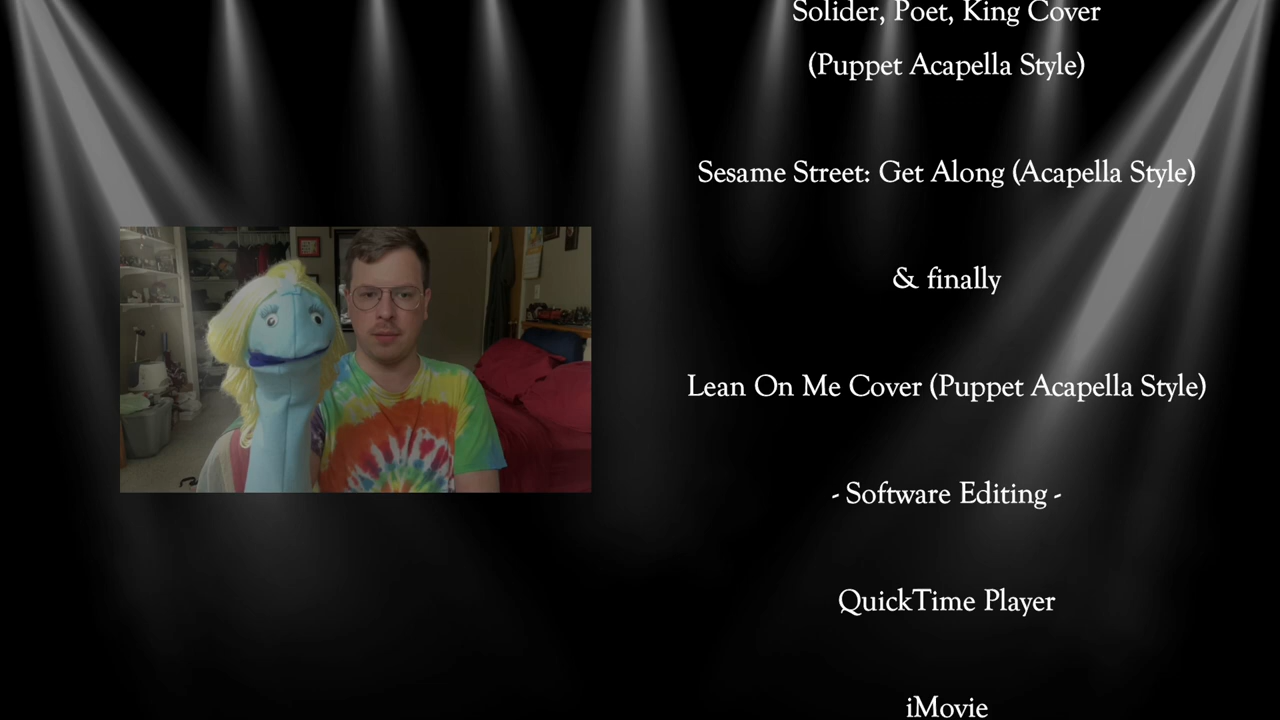 Solider, Poet, King Cover
(Puppet Acapella Style)
Sesame Street: Get Along (Acapella Style)
& finally
Lean On Me Cover (Puppet Acapella Style)
- Software Editing -
QuickTime Player
iMovie